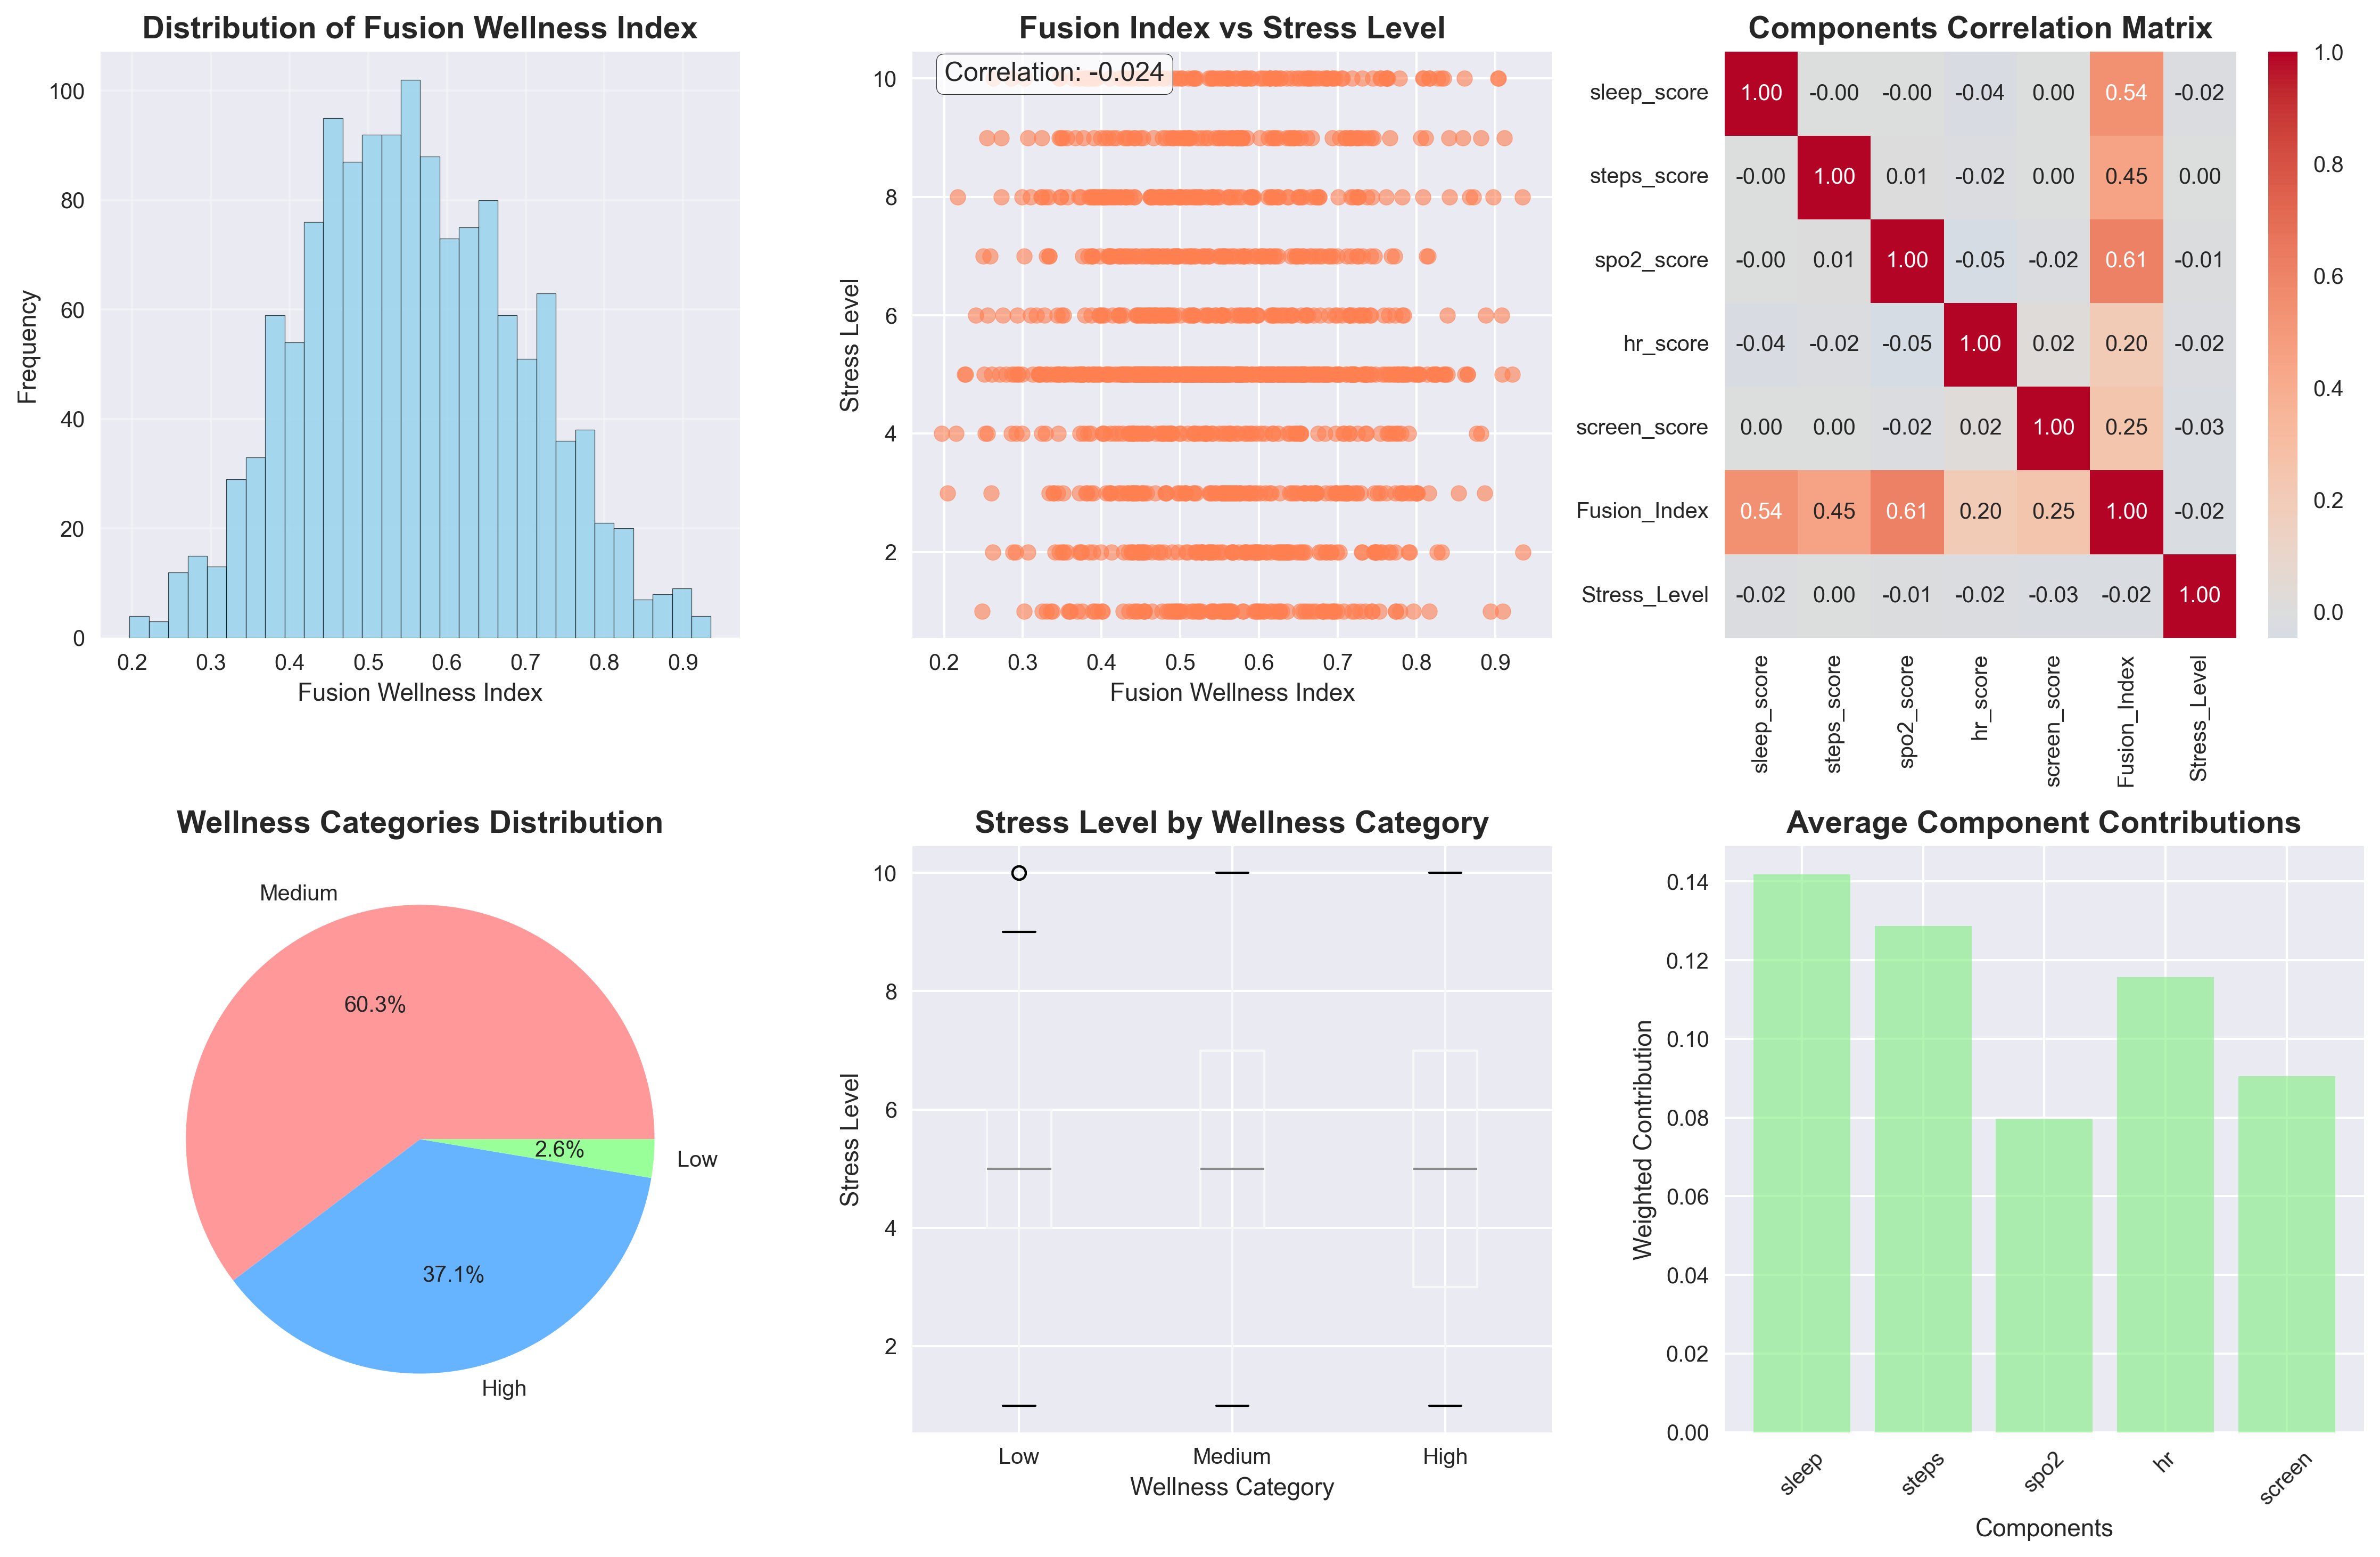 Distribution of Fusion Wellness Index
100
80
60
40
20
0
Frequency
0.2 0.3 0.4 0.5 0.6 0.7 0.8 0.9
Fusion Wellness Index
Fusion Index vs Stress Level
Correlation: -0.024
10
8
6
4
2
Stress Level
0.2 0.3 0.4 0.5 0.6 0.7 0.8 0.9
Fusion Wellness Index
Components Correlation Matrix
sleep_score 1.00 -0.00 -0.00 -0.04 0.00 0.54 -0.02
steps_score -0.00 1.00 0.01 -0.02 0.00 0.45 0.00
spo2_score -0.00 0.01 1.00 -0.05 -0.02 0.61 -0.01
hr_score -0.04 -0.02 -0.05 1.00 0.02 0.20 -0.02
screen_score 0.00 0.00 -0.02 0.02 1.00 0.25 -0.03
Fusion_Index 0.54 0.45 0.61 0.20 0.25 1.00 -0.02
Stress_Level -0.02 0.00 -0.01 -0.02 -0.03 -0.02 1.00
sleep_score
steps_score
spo2_score
hr_score
screen_score
Fusion_Index
Stress_Level
1.0
0.8
0.6
0.4
0.2
0.0
Wellness Categories Distribution
Medium
60.3%
2.6%
Low
37.1%
High
Stress Level by Wellness Category
10
8
6
4
2
Stress Level
Low Medium High
Wellness Category
Average Component Contributions
0.14
0.12
0.10
0.08
0.06
0.04
0.02
0.00
Weighted Contribution
sleep
steps
spo2
hr
screen
Components